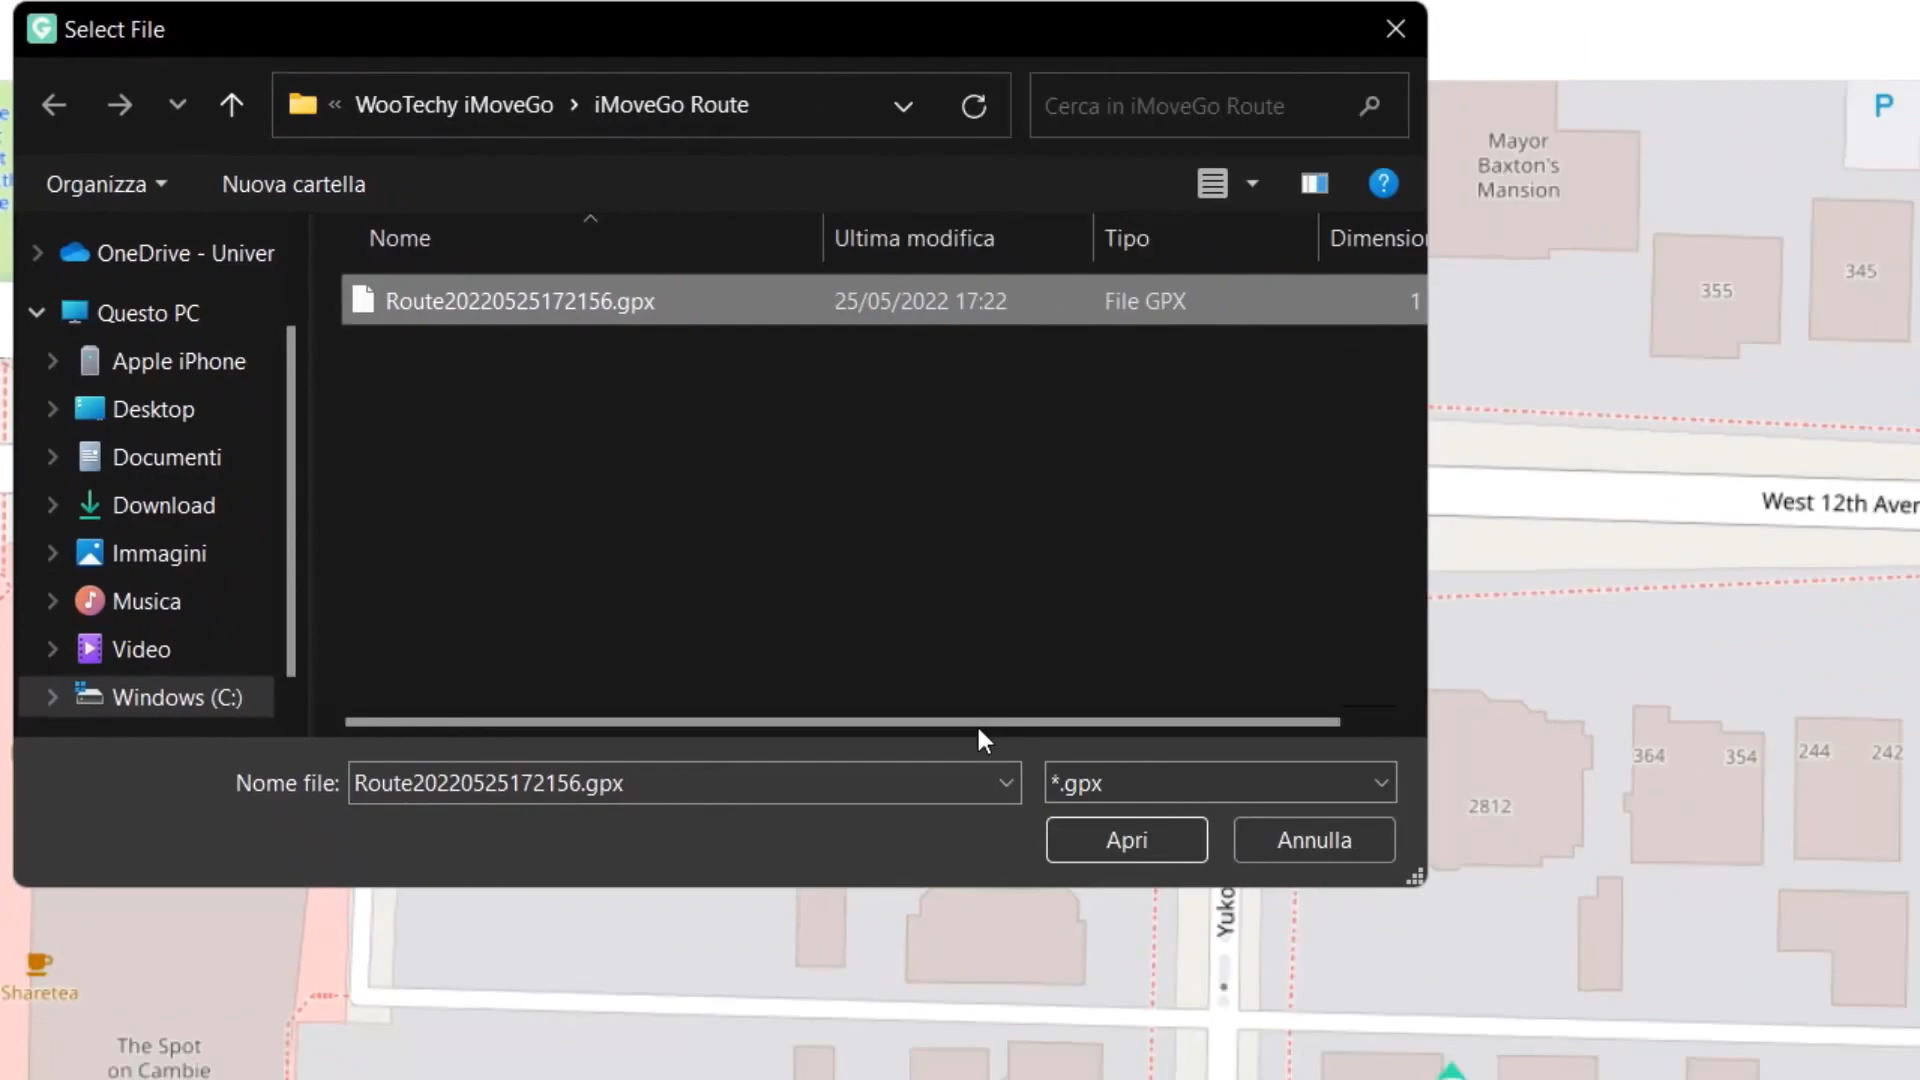 Select File
« WooTechy iMoveGo › iMoveGo Route
Cerca in iMoveGo Route
Organizza
Nuova cartella
Nome
Ultima modifica
Tipo
Dimensio
OneDrive - Univer
Route20220525172156.gpx
25/05/2022 17:22
File GPX
1
Questo PC
Apple iPhone
Desktop
Documenti
Download
Immagini
Musica
Video
Windows (C:)
Nome file:
Route20220525172156.gpx
*.gpx
Apri
Annulla
P
Mayor
Baxton's
Mansion
355
345
West 12th Aven
364
354
244
242
2812
Yuko
Sharetea
The Spot
on Cambie